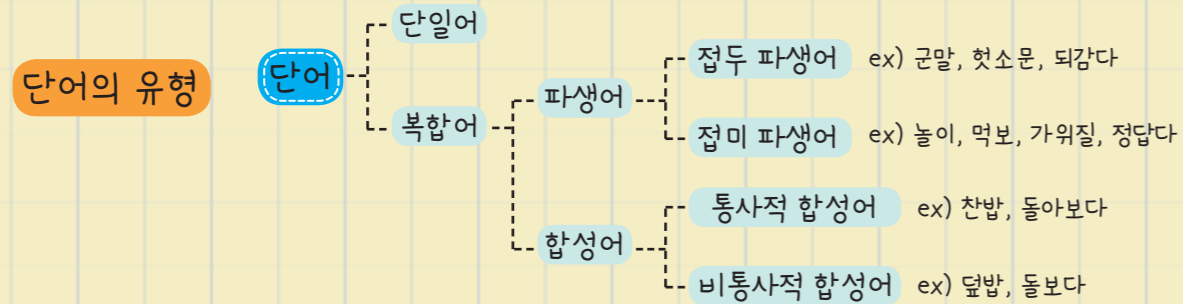 단어의 유형
단어
단일어
복합어
파생어
접두 파생어 ex) 군말, 헛소문, 되감다
접미 파생어 ex) 놀이, 먹보, 가위질, 정답다
합성어
통사적 합성어 ex) 찬밥, 돌아보다
비통사적 합성어 ex) 덮밥, 돌보다